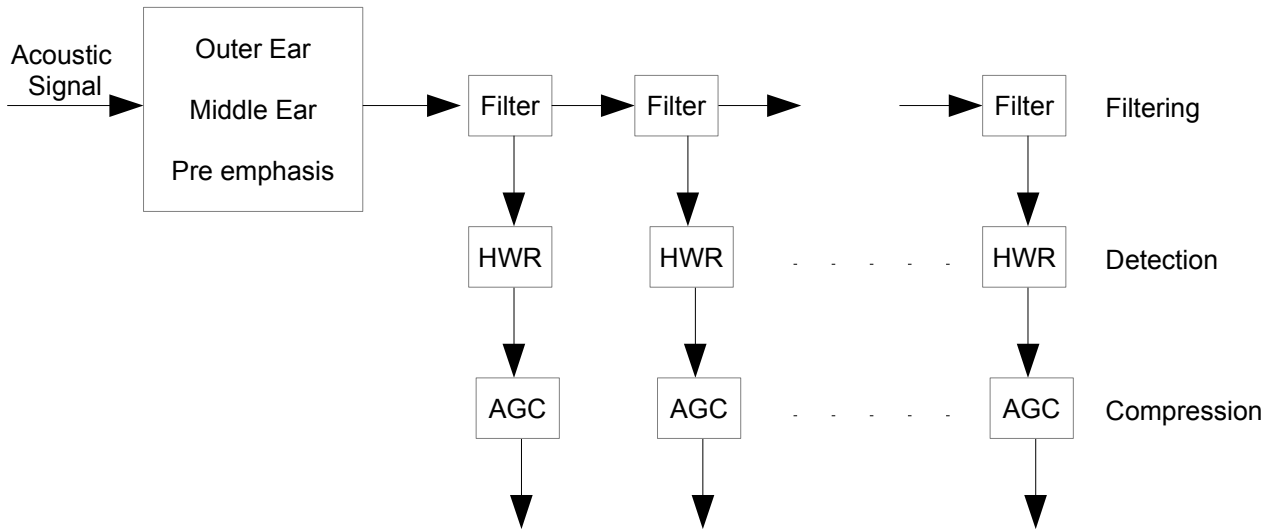 Acoustic
Signal
Outer Ear
Middle Ear
Pre emphasis
Filter Filter Filter Filtering
HWR HWR - - - - - HWR Detection
AGC AGC - - - - - AGC Compression